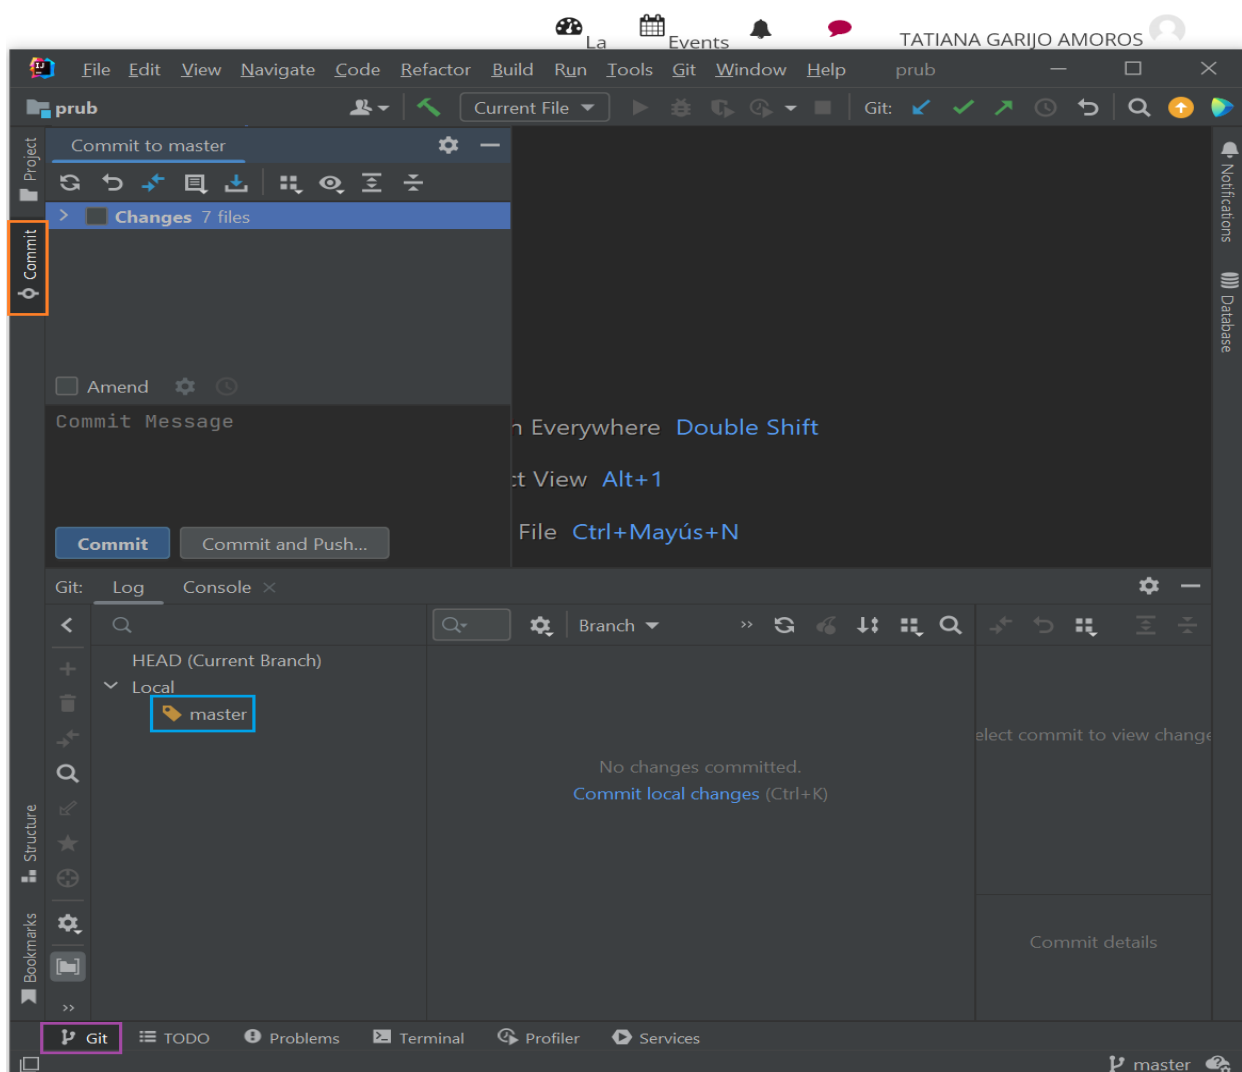 La
Events
TATIANA GARIJO AMOROS
File Edit View Navigate Code Refactor Build Run Tools Git Window Help prub
prub
Current File
Git:
Project
Commit to master
Notifications
Changes 7 files
Commit
Database
Amend
Commit Message
n Everywhere Double Shift
ct View Alt+1
File Ctrl+Mayús+N
Commit
Commit and Push...
Git: Log Console
Branch
HEAD (Current Branch)
Local
master
elect commit to view change
No changes committed.
Commit local changes (Ctrl+K)
Structure
Commit details
Bookmarks
Git TODO Problems Terminal Profiler Services
master